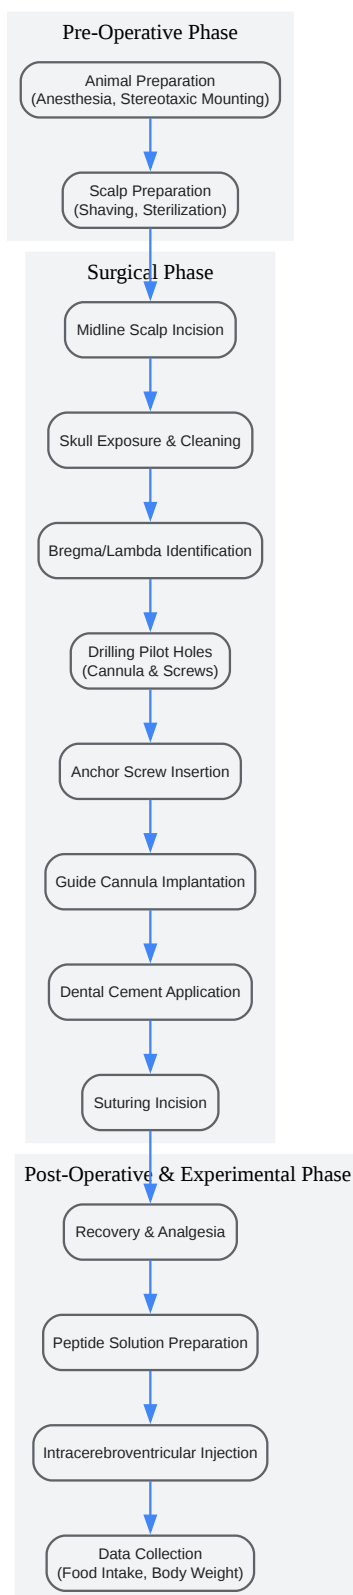 Pre-Operative Phase
Animal Preparation
(Anesthesia, Stereotaxic Mounting)
Scalp Preparation
(Shaving, Sterilization)
Surgical Phase
Midline Scalp Incision
Skull Exposure & Cleaning
Bregma/Lambda Identification
Drilling Pilot Holes
(Cannula & Screws)
Anchor Screw Insertion
Guide Cannula Implantation
Dental Cement Application
Suturing Incision
Post-Operative & Experimental Phase
Recovery & Analgesia
Peptide Solution Preparation
Intracerebroventricular Injection
Data Collection
(Food Intake, Body Weight)